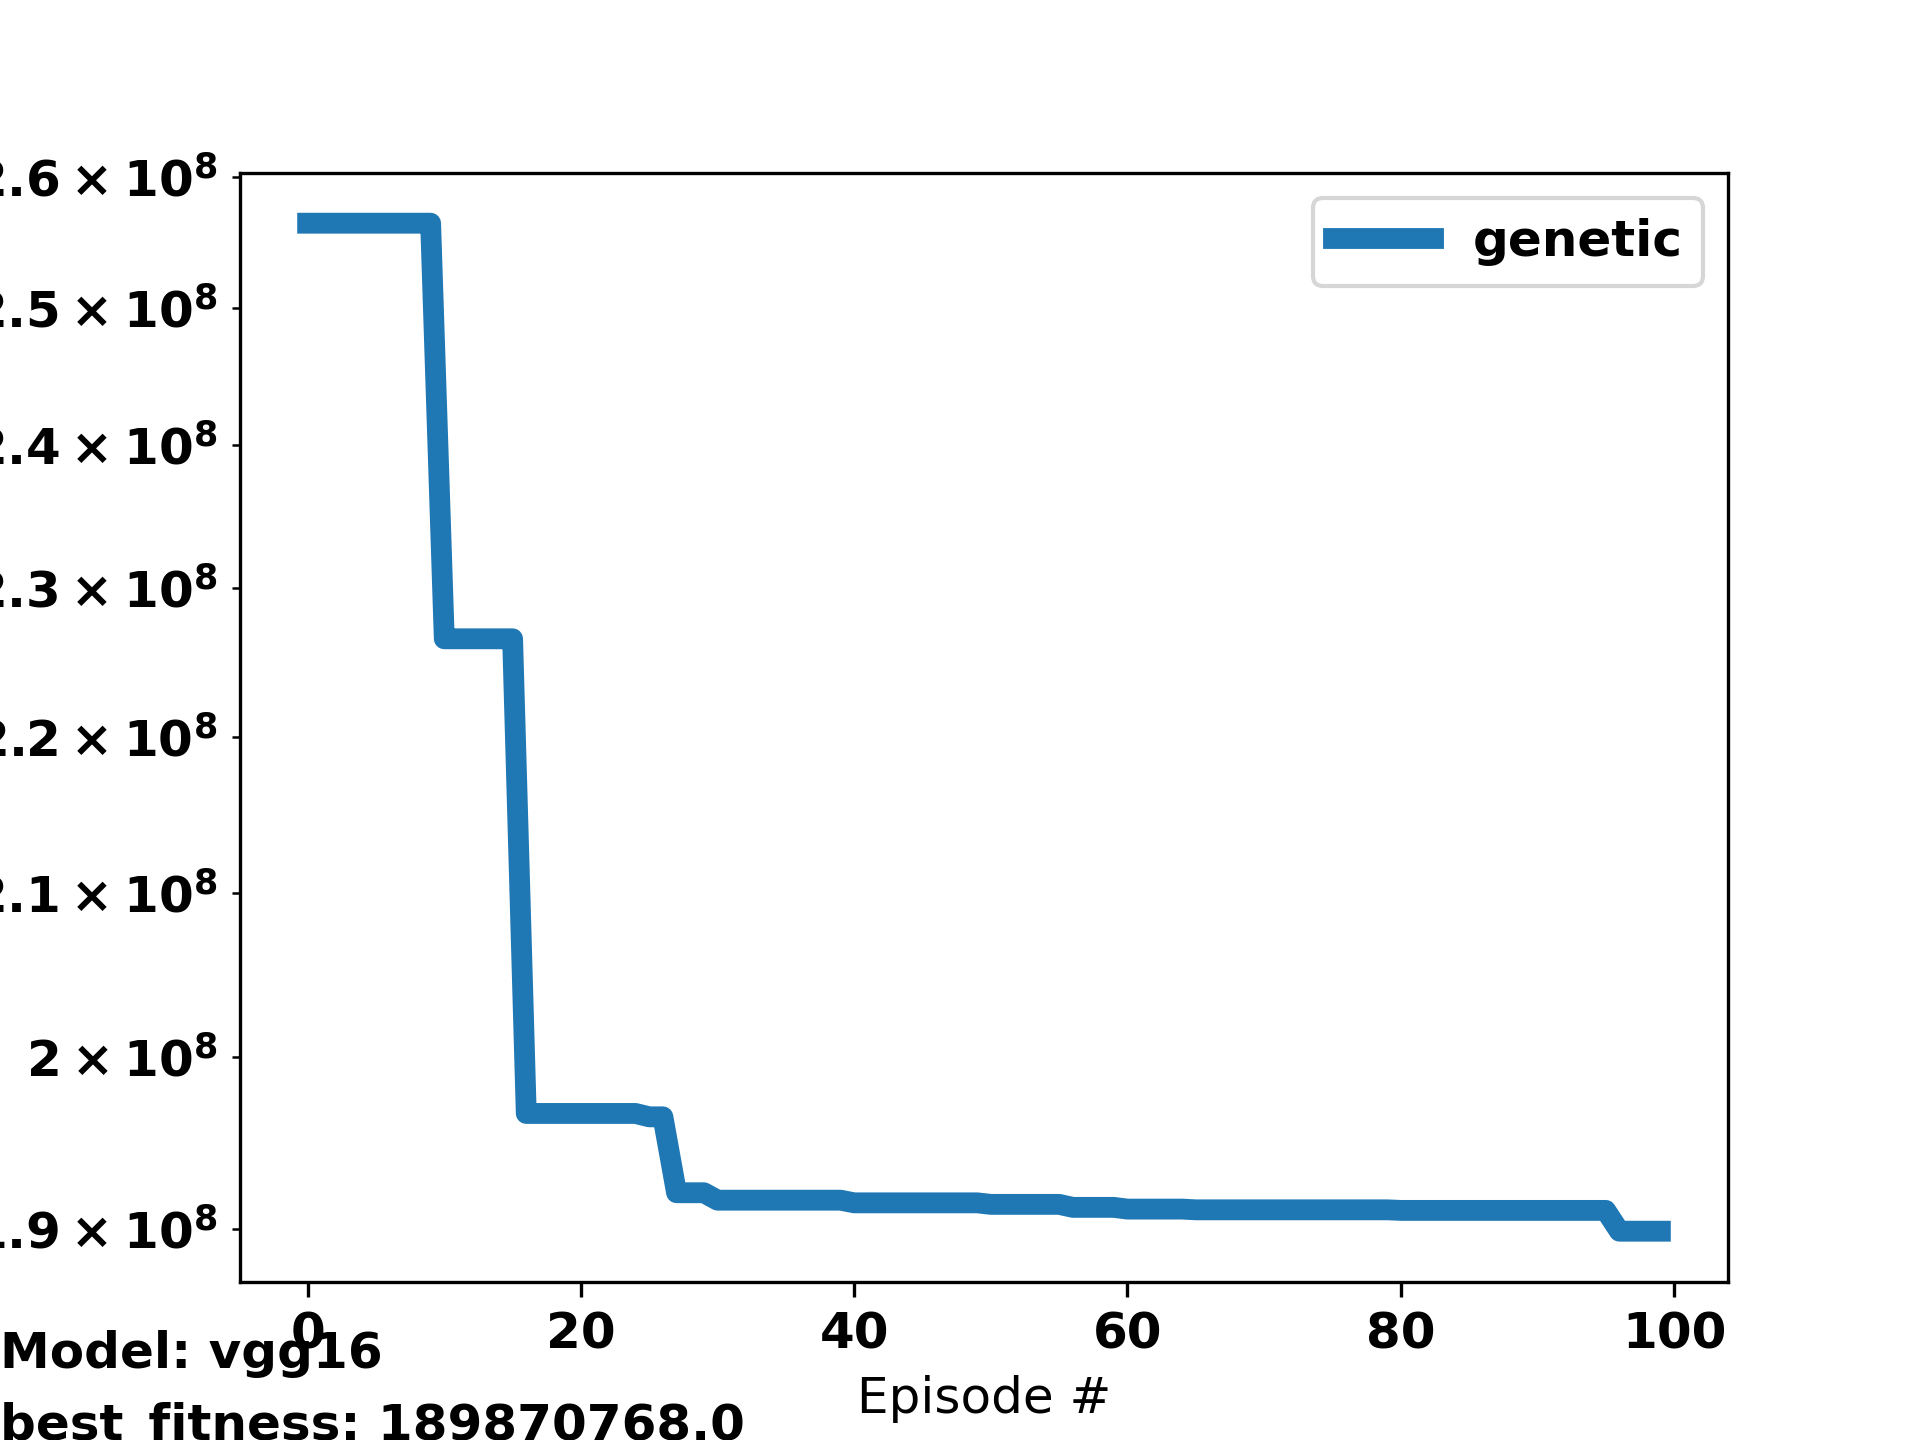 2.6 × 10⁸
genetic
2.5 × 10⁸
2.4 × 10⁸
2.3 × 10⁸
2.2 × 10⁸
2.1 × 10⁸
2 × 10⁸
1.9 × 10⁸
0 20 40 60 80 100
Model: vgg16
Episode #
best_fitness: 189870768.0